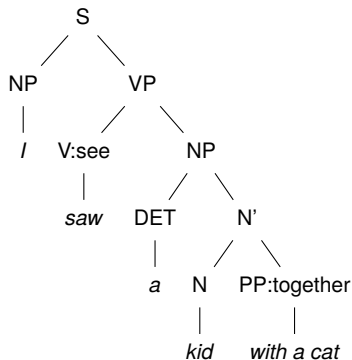 S
NP VP
I V:see NP
saw DET N’
a N PP:together
kid with a cat